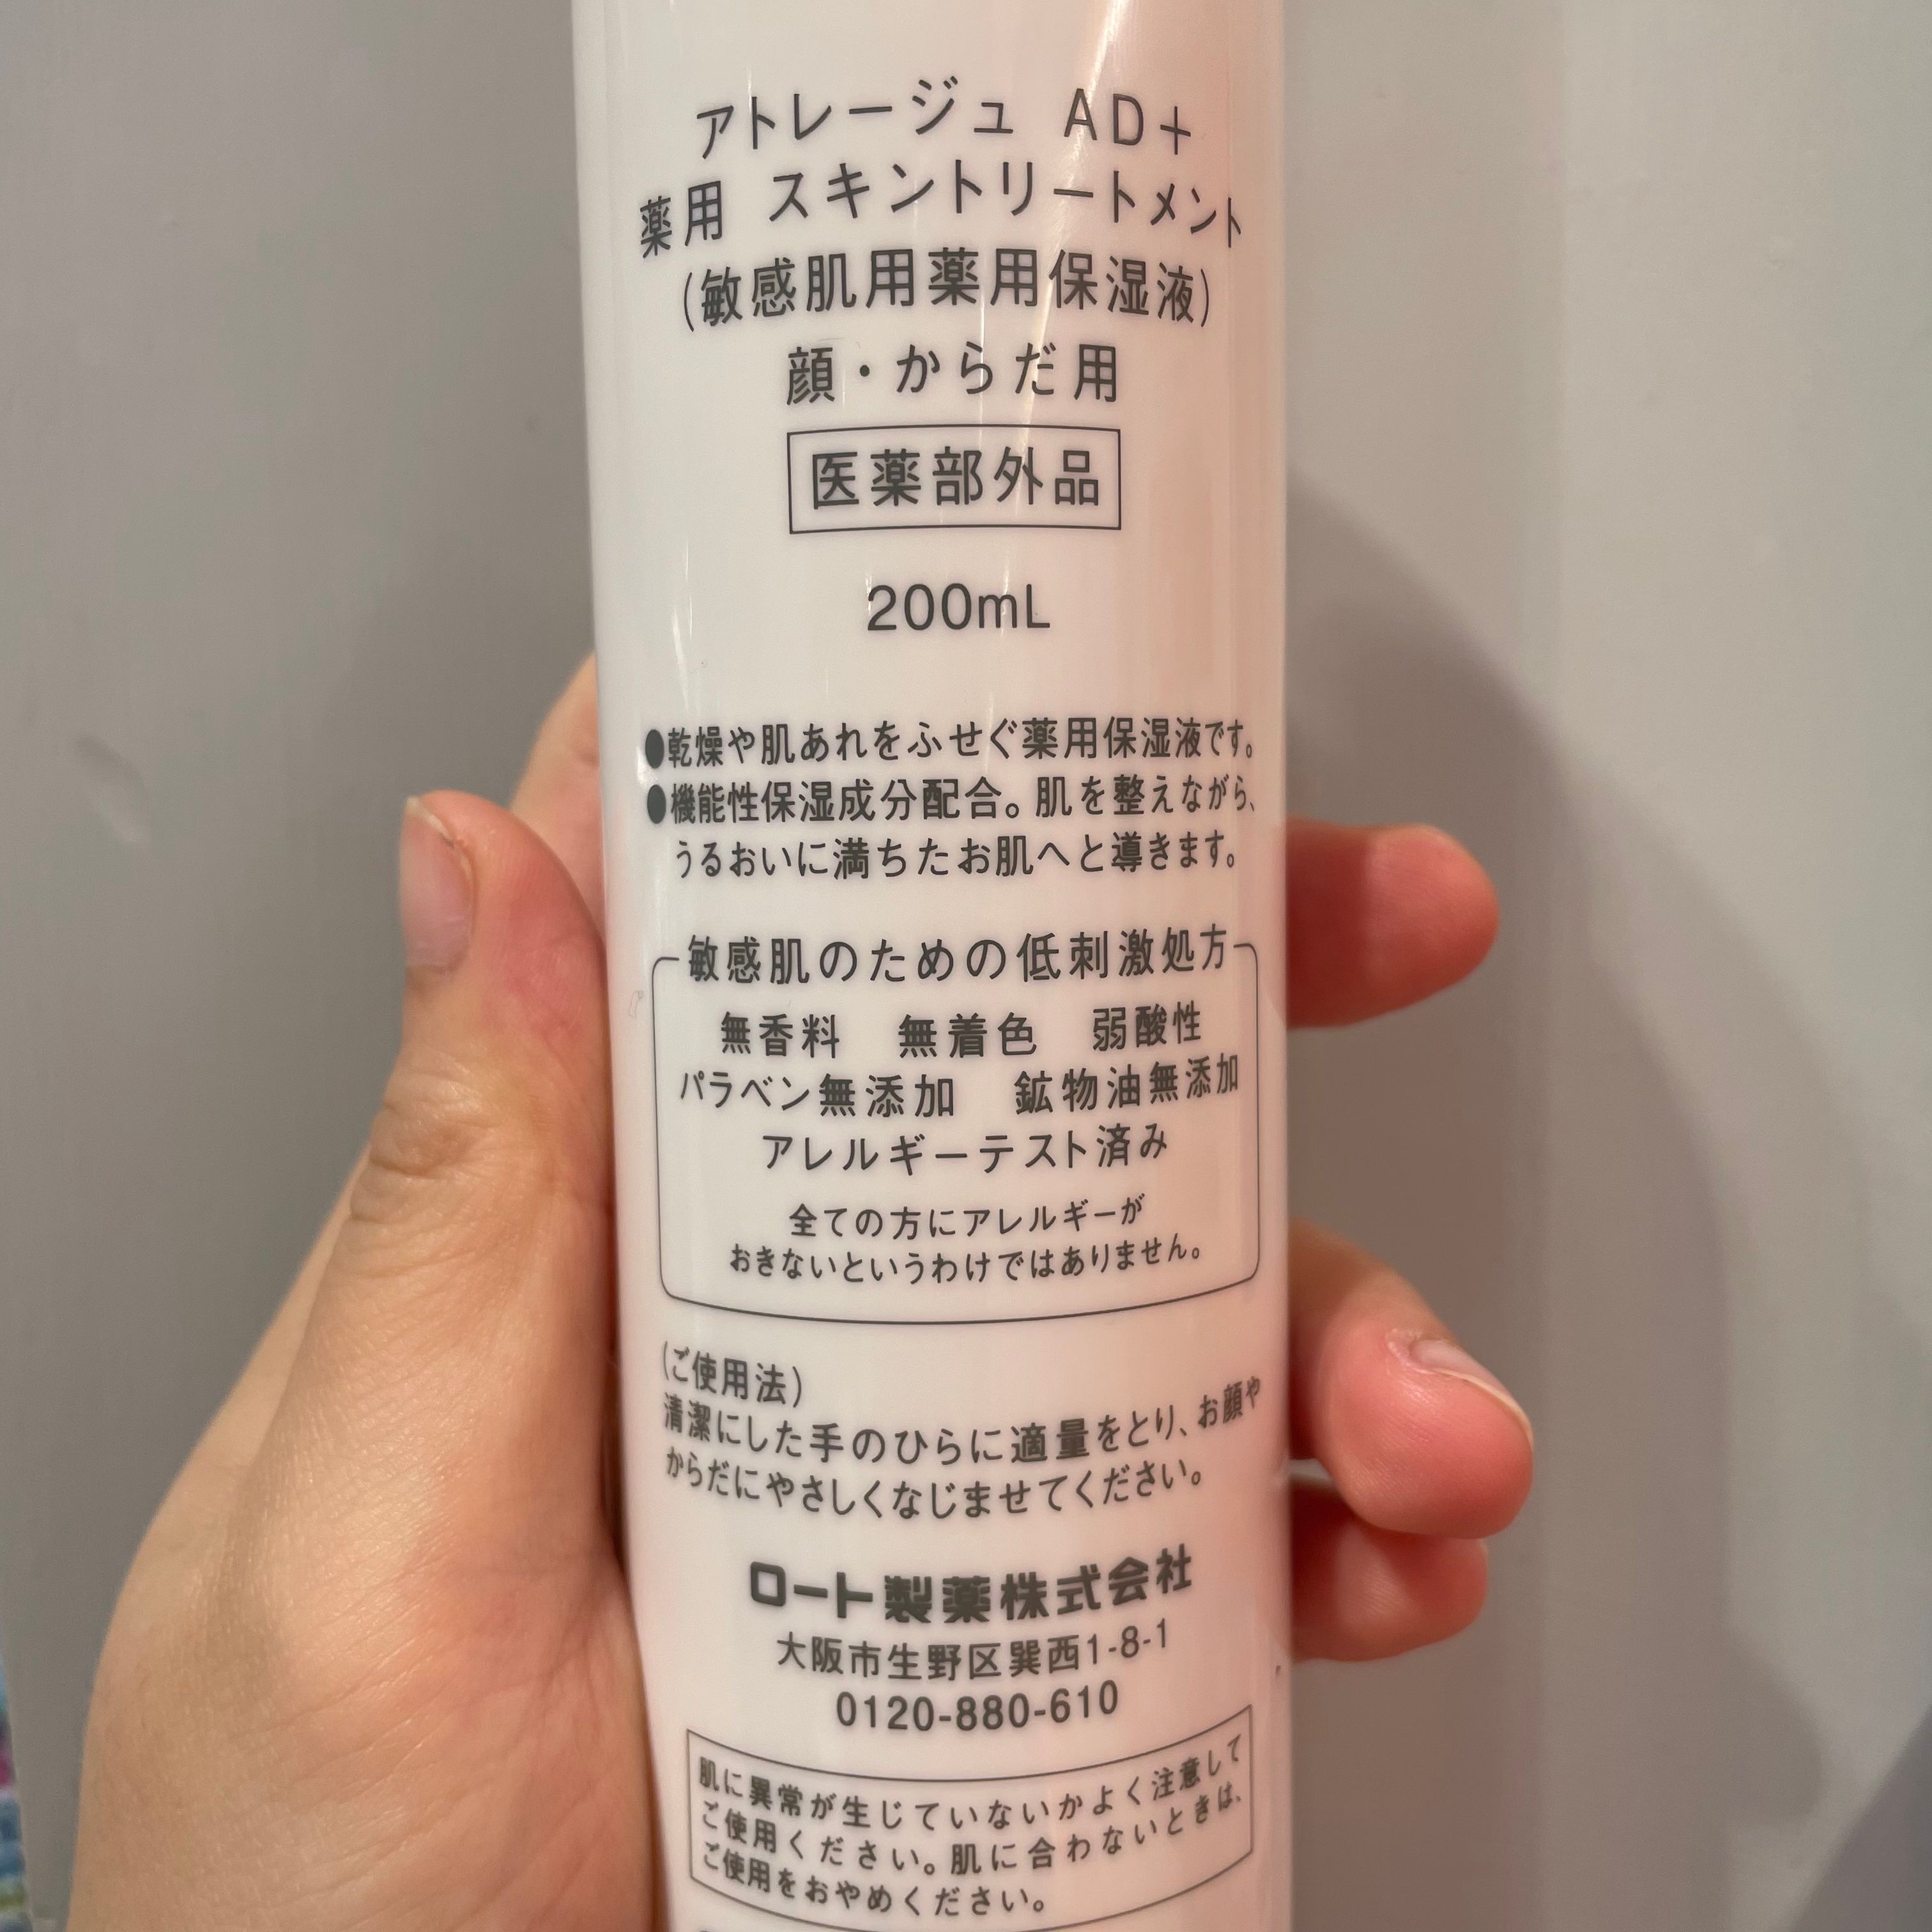 アトレージュ AD+
薬用 スキントリートメント
(敏感肌用薬用保湿液)
顔・からだ用
医薬部外品
200mL
●乾燥や肌あれをふせぐ薬用保湿液です。
●機能性保湿成分配合。肌を整えながら、
うるおいに満ちたお肌へと導きます。
敏感肌のための低刺激処方
無香料 無着色 弱酸性
パラベン無添加 鉱物油無添加
アレルギーテスト済み
全ての方にアレルギーが
おきないというわけではありません。
(ご使用法)
清潔にした手のひらに適量をとり、お顔や
からだにやさしくなじませてください。
ロート製薬株式会社
大阪市生野区巽西1-8-1
0120-880-610
肌に異常が生じていないかよく注意して
ご使用ください。肌に合わないときは、
ご使用をおやめください。